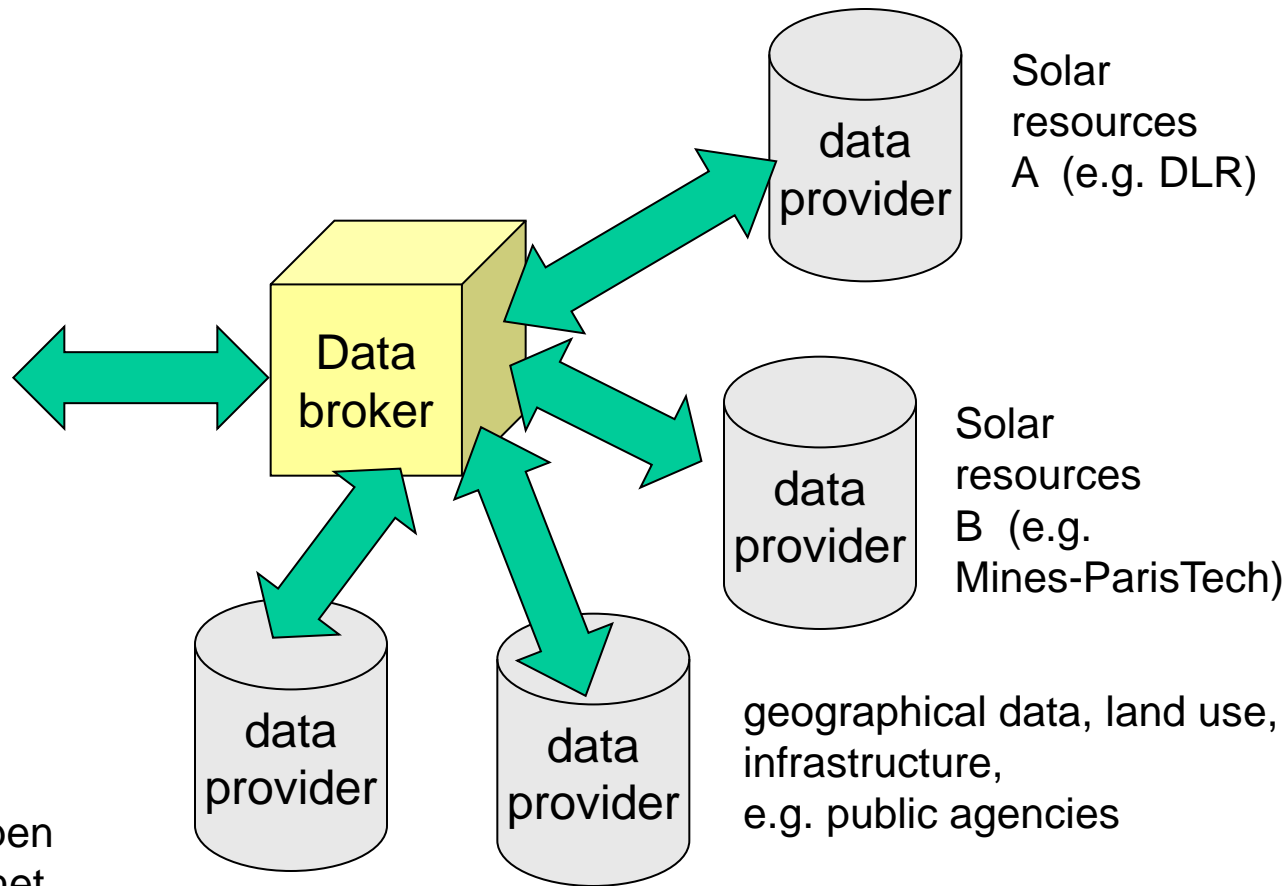 Solar
resources
A (e.g. DLR)
data
provider
Data
broker
Solar
resources
B (e.g.
Mines-ParisTech)
data
provider
data
provider
data
provider
geographical data, land use,
infrastructure,
e.g. public agencies